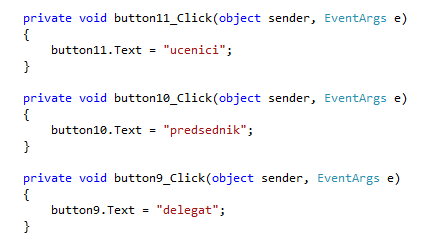 private void button11_Click(object sender, EventArgs e)
{
    button11.Text = "ucenici";
}
private void button10_Click(object sender, EventArgs e)
{
    button10.Text = "predsednik";
}
private void button9_Click(object sender, EventArgs e)
{
    button9.Text = "delegat";
}